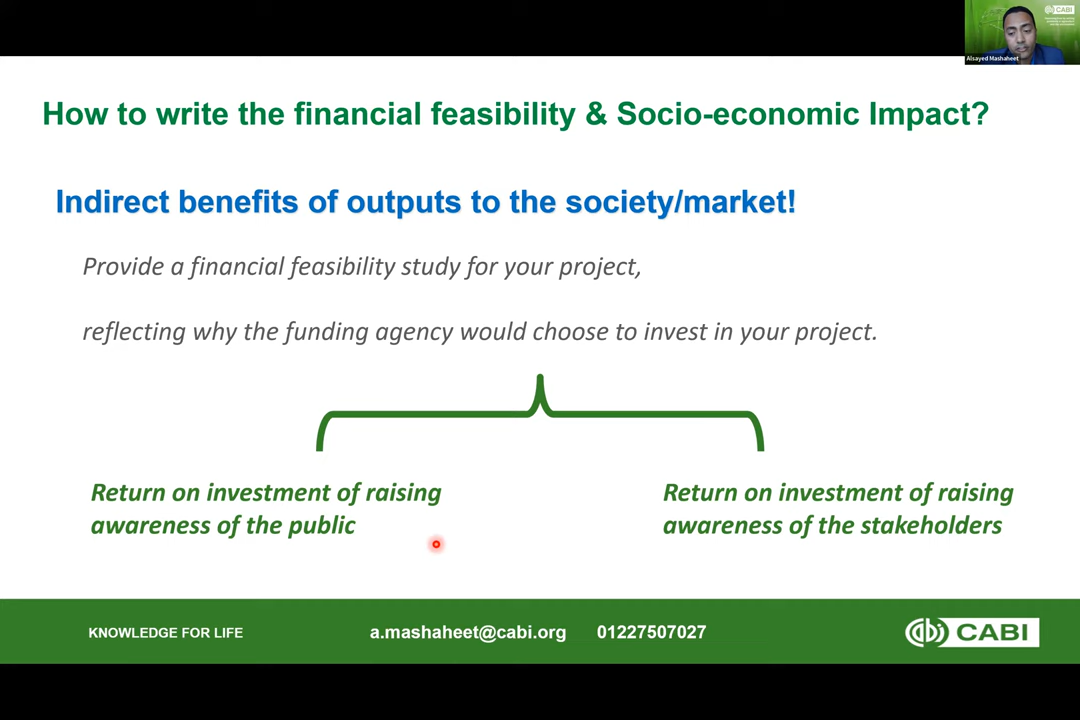 CABI
Alsayed Mashaheet
How to write the financial feasibility & Socio-economic Impact?
Indirect benefits of outputs to the society/market!
Provide a financial feasibility study for your project,
reflecting why the funding agency would choose to invest in your project.
Return on investment of raising
awareness of the public
Return on investment of raising
awareness of the stakeholders
KNOWLEDGE FOR LIFE
a.mashaheet@cabi.org 01227507027
CABI